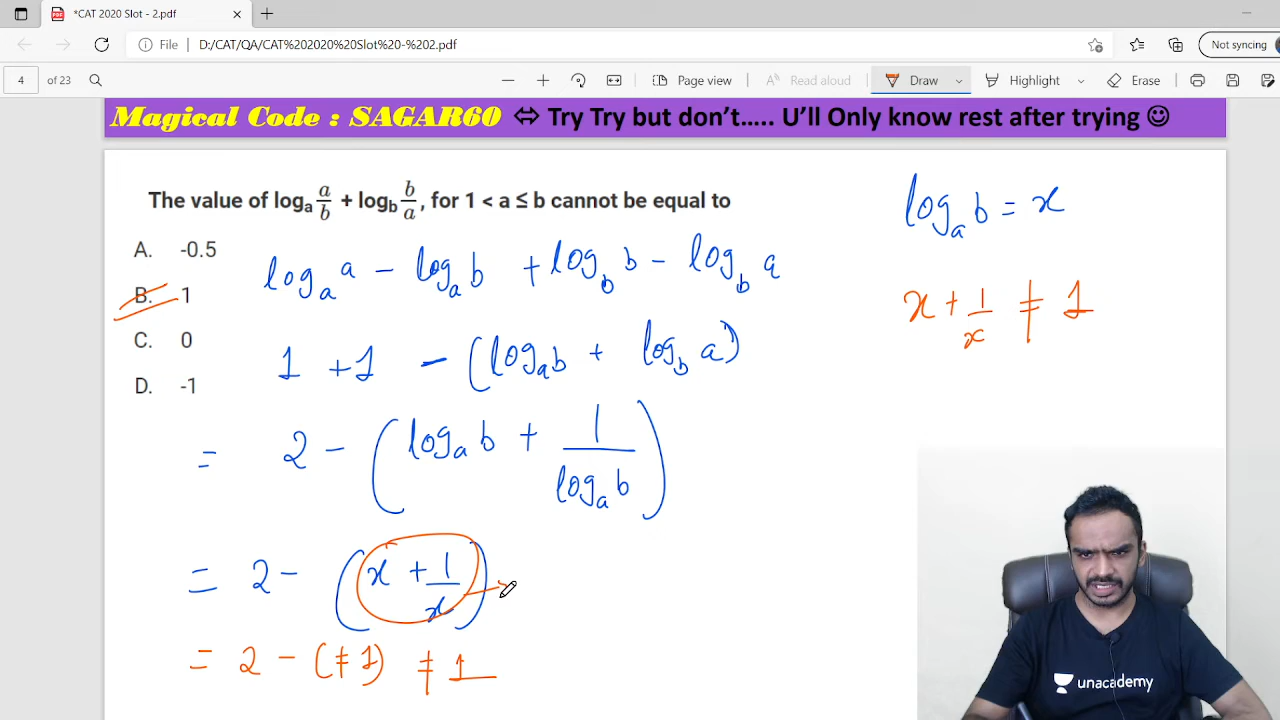 *CAT 2020 Slot - 2.pdf
File D:/CAT/QA/CAT%202020%20Slot%20-%202.pdf Not syncing
4 of 23 Page view Read aloud Draw Highlight Erase
Magical Code : SAGAR60 ⇔ Try Try but don't..... U'll Only know rest after trying ☺
The value of logₐ a/b + log_b b/a, for 1 < a ≤ b cannot be equal to
A. -0.5
B. 1
C. 0
D. -1
logₐ a - logₐ b + log_b b - log_b a
1 + 1 - (logₐ b + log_b a)
= 2 - (logₐ b + 1/logₐ b)
= 2 - (x + 1/x)
= 2 - (≠ 1) ≠ 1
logₐ b = x
x + 1/x ≠ 1
unacademy